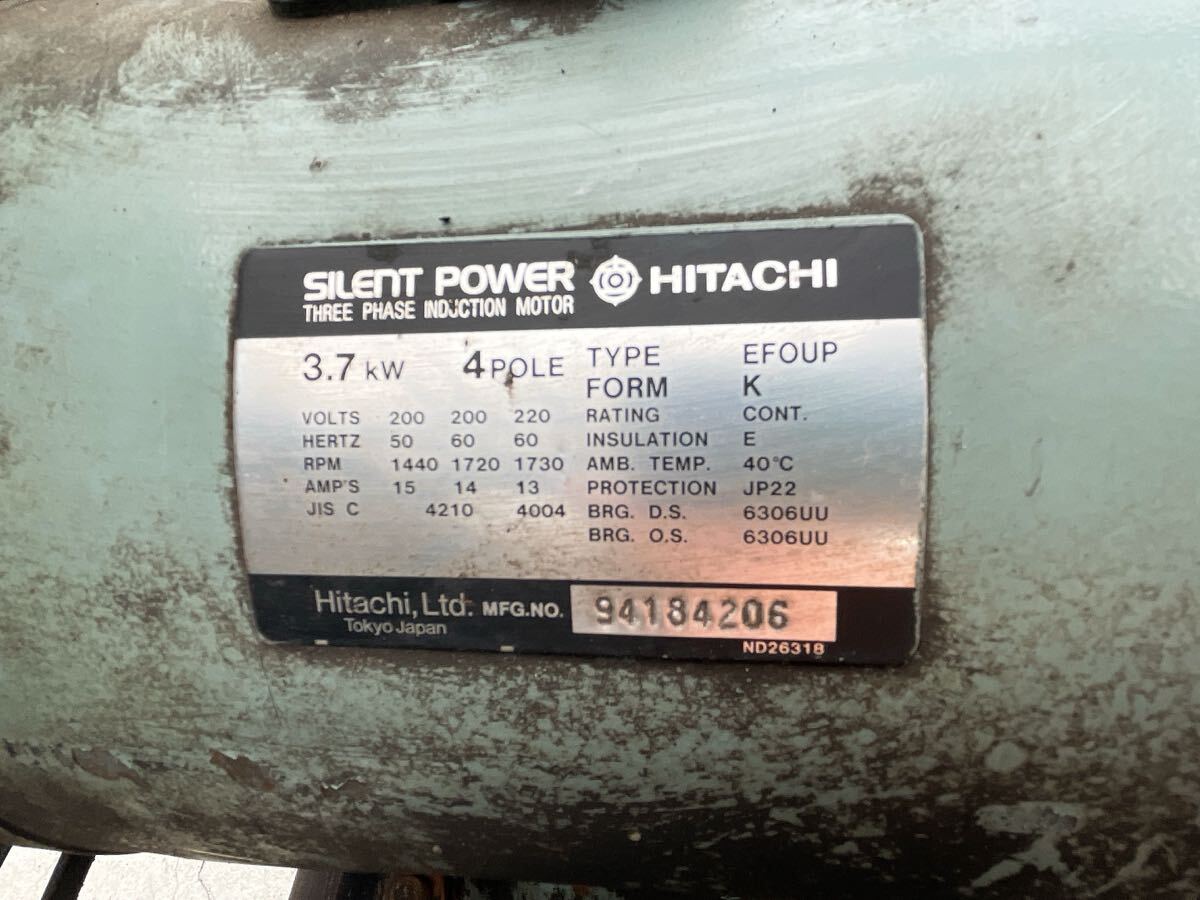 SILENT POWER HITACHI
THREE PHASE INDUCTION MOTOR
3.7 kW 4 POLE
VOLTS 200 200 220
HERTZ 50 60 60
RPM 1440 1720 1730
AMP'S 15 14 13
JIS C 4210 4004
TYPE EFOUP
FORM K
RATING CONT.
INSULATION E
AMB. TEMP. 40°C
PROTECTION JP22
BRG. D.S. 6306UU
BRG. O.S. 6306UU
Hitachi, Ltd. MFG.NO. 94184206
Tokyo Japan
ND26318